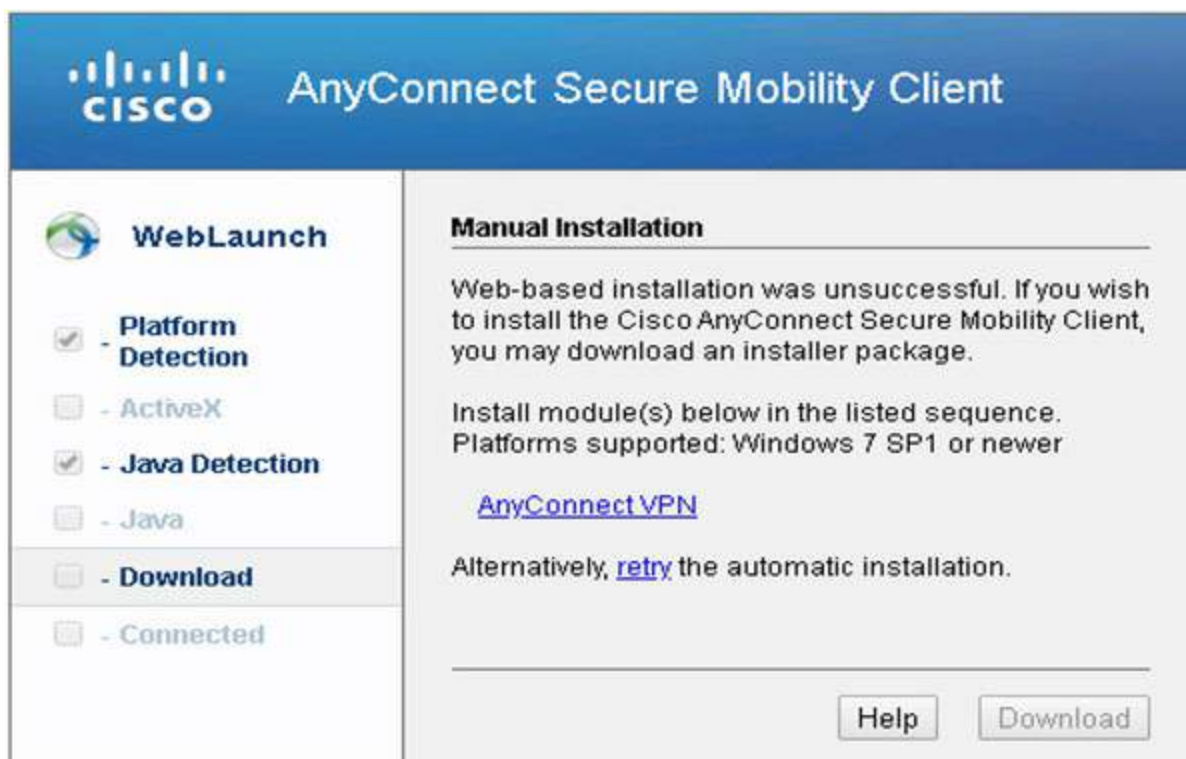 CISCO
AnyConnect Secure Mobility Client
WebLaunch
- Platform
Detection
- ActiveX
- Java Detection
- Java
- Download
- Connected
Manual Installation
Web-based installation was unsuccessful. If you wish
to install the Cisco AnyConnect Secure Mobility Client,
you may download an installer package.
Install module(s) below in the listed sequence.
Platforms supported: Windows 7 SP1 or newer
AnyConnect VPN
Alternatively, retry the automatic installation.
Help
Download